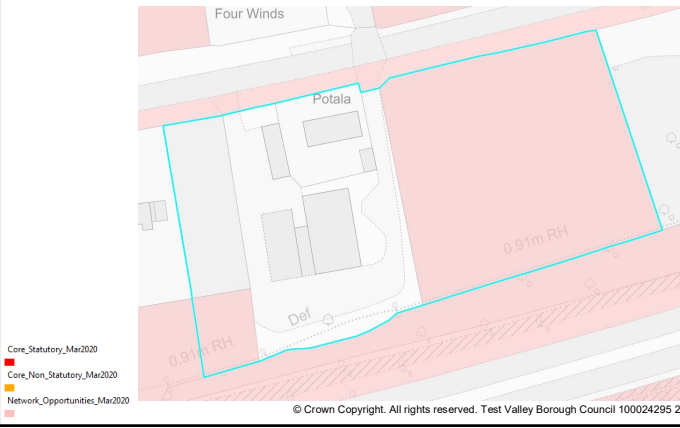 Four Winds
Potala
0.91m RH
Def
0.91m RH
Core_Statutory_Mar2020
Core_Non_Statutory_Mar2020
Network_Opportunities_Mar2020
© Crown Copyright. All rights reserved. Test Valley Borough Council 100024295 2